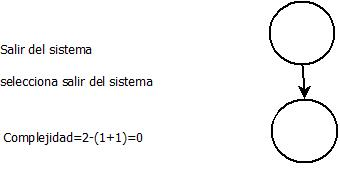 Salir del sistema
selecciona salir del sistema
Complejidad=2-(1+1)=0